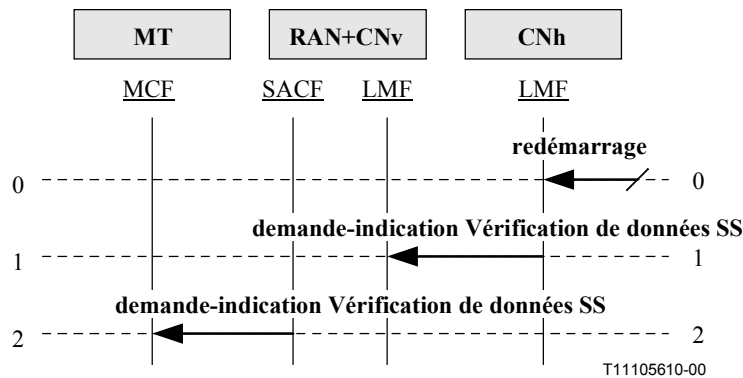 MT RAN+CNv CNh
MCF SACF LMF LMF
redémarrage
0 0
demande-indication Vérification de données SS
1 1
demande-indication Vérification de données SS
2 2
T11105610-00